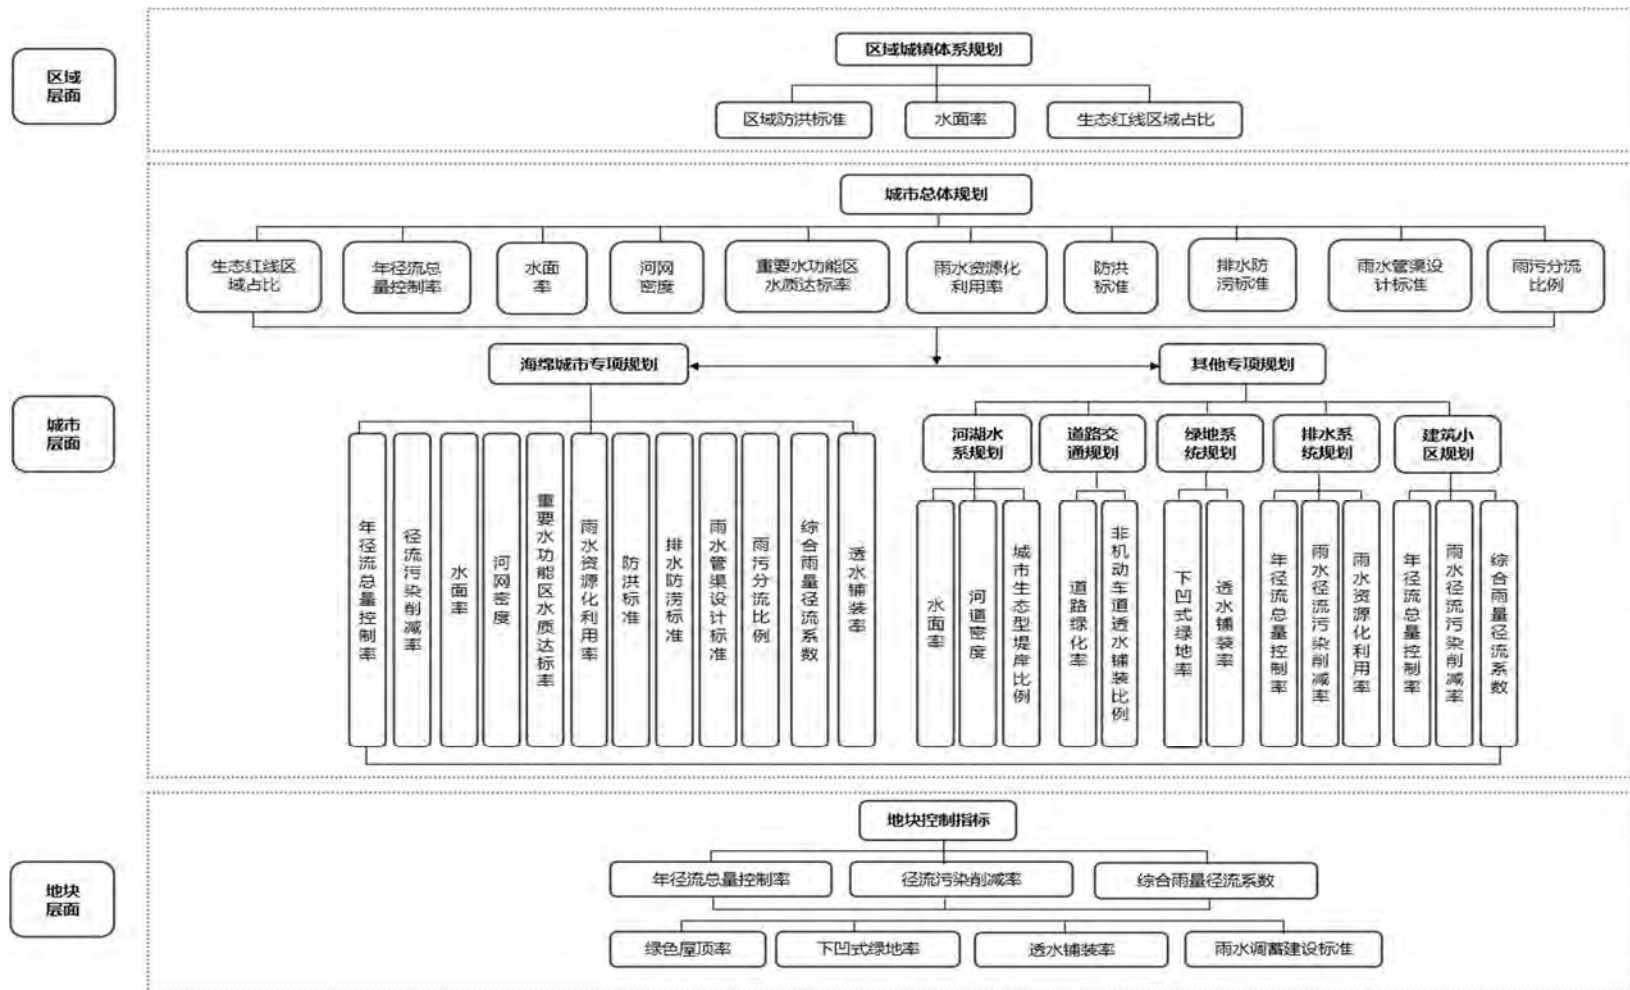 区域
层面
区域城镇体系规划
区域防洪标准
水面率
生态红线区域占比
城市
层面
城市总体规划
生态红线区
域占比
年径流总
量控制率
水面
率
河网
密度
重要水功能区
水质达标率
雨水资源化
利用率
防洪
标准
排水防
涝标准
雨水管渠设
计标准
雨污分流
比例
海绵城市专项规划
其他专项规划
年径流总量控制率
径流污染削减率
水面率
河网密度
重要水功能区水质达标率
雨水资源化利用率
防洪标准
排水防涝标准
雨水管渠设计标准
雨污分流比例
综合雨量径流系数
透水铺装率
河湖水
系规划
道路交
通规划
绿地系
统规划
排水系
统规划
建筑小
区规划
水面率
河道密度
城市生态型堤岸比例
道路绿化率
非机动车道透水铺装比例
下凹式绿地率
透水铺装率
年径流总量控制率
雨水径流污染削减率
雨水资源化利用率
年径流总量控制率
雨水径流污染削减率
综合雨量径流系数
地块
层面
地块控制指标
年径流总量控制率
径流污染削减率
综合雨量径流系数
绿色屋顶率
下凹式绿地率
透水铺装率
雨水调蓄建设标准